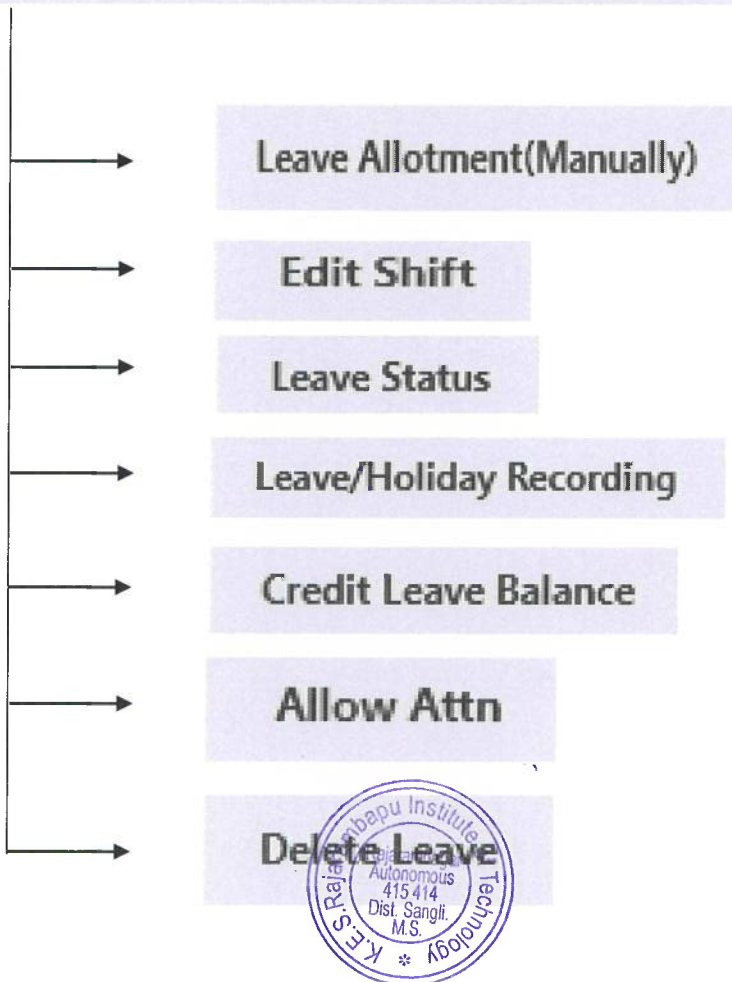 Leave Allotment(Manually)
Edit Shift
Leave Status
Leave/Holiday Recording
Credit Leave Balance
Allow Attn
Delete Leave
K.E.S. Rajarambapu Institute Technology *
Autonomous
415 414
Dist. Sangli.
M.S.